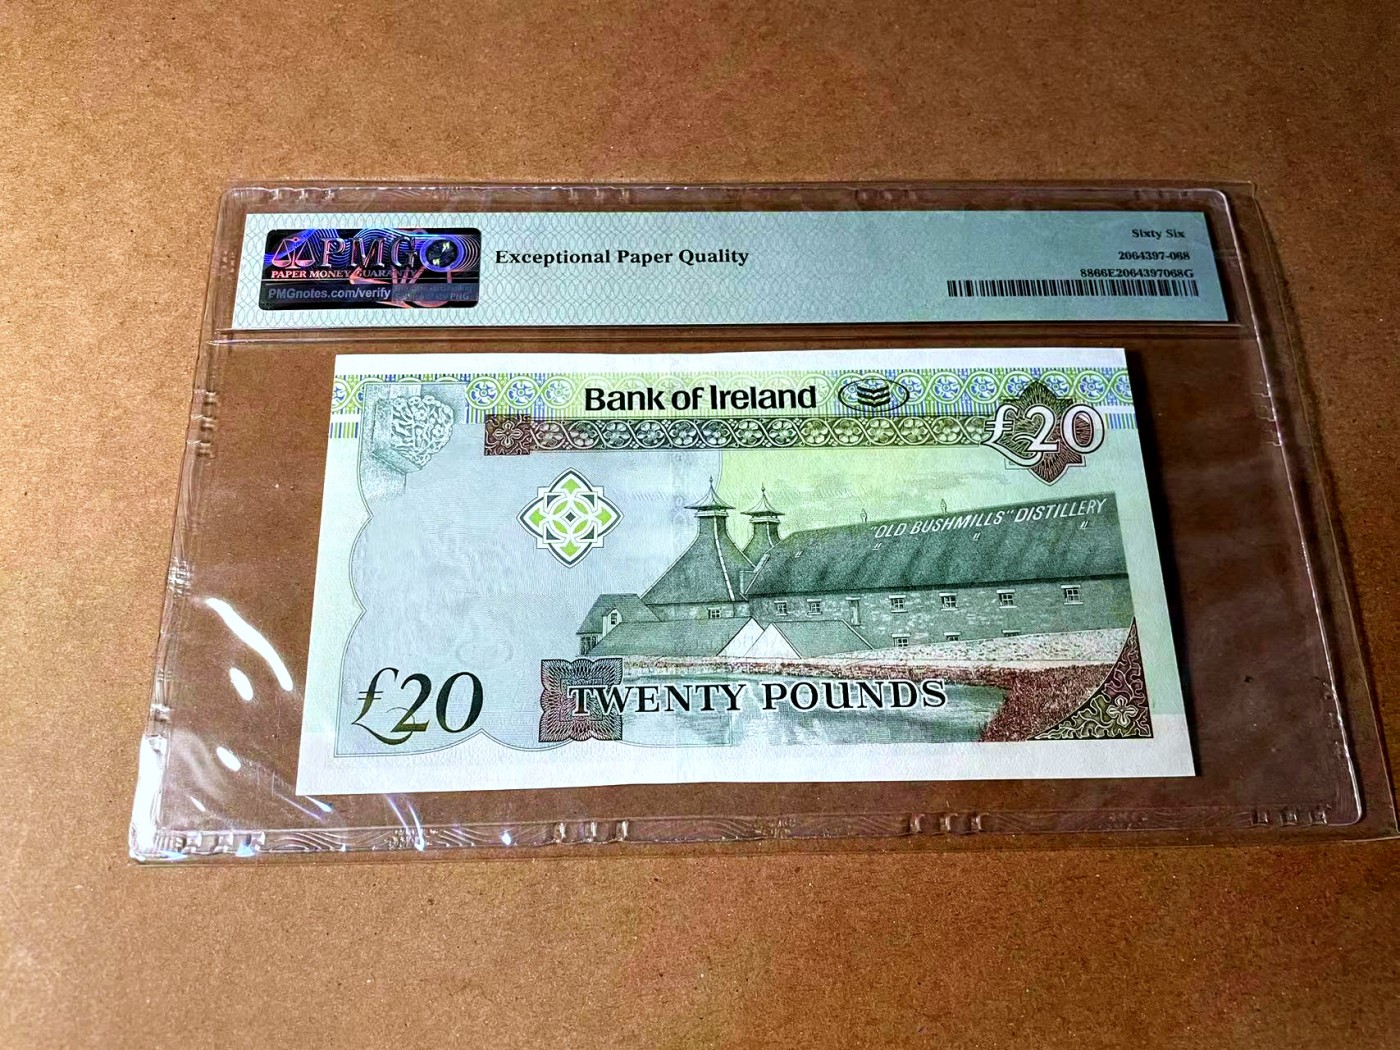 PMG
PAPER MONEY GUARANTY
PMGnotes.com/verify
Exceptional Paper Quality
Sixty Six
2064397-068
8866E2064397068G
Bank of Ireland
£20
"OLD BUSHMILLS" DISTILLERY
£20
TWENTY POUNDS